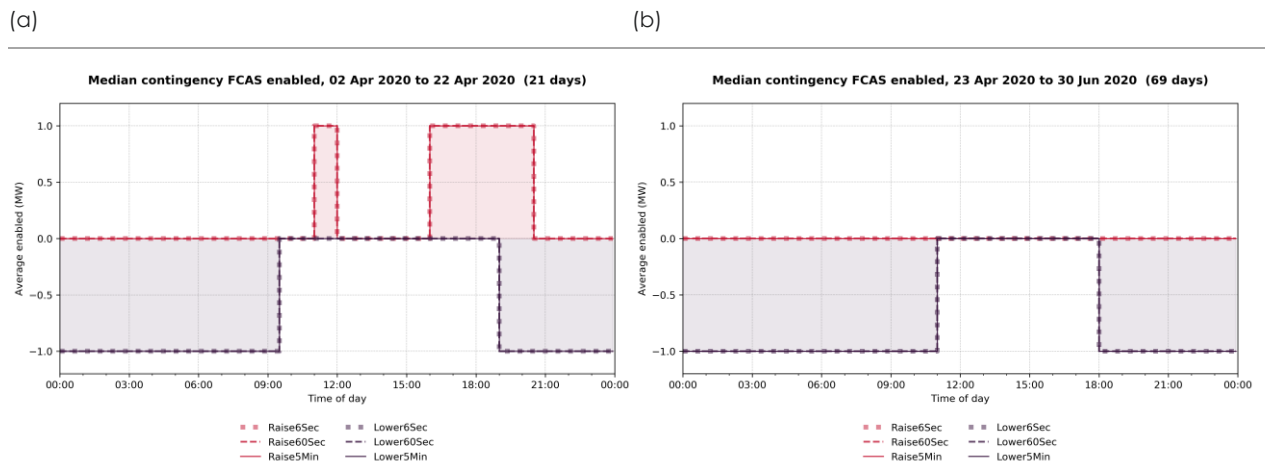 (a)
(b)
Median contingency FCAS enabled, 02 Apr 2020 to 22 Apr 2020 (21 days)
Average enabled (MW)
1.0
0.5
0.0
−0.5
−1.0
00:00 03:00 06:00 09:00 12:00 15:00 18:00 21:00 00:00
Time of day
Raise6Sec Lower6Sec
Raise60Sec Lower60Sec
Raise5Min Lower5Min
Median contingency FCAS enabled, 23 Apr 2020 to 30 Jun 2020 (69 days)
Average enabled (MW)
1.0
0.5
0.0
−0.5
−1.0
00:00 03:00 06:00 09:00 12:00 15:00 18:00 21:00 00:00
Time of day
Raise6Sec Lower6Sec
Raise60Sec Lower60Sec
Raise5Min Lower5Min